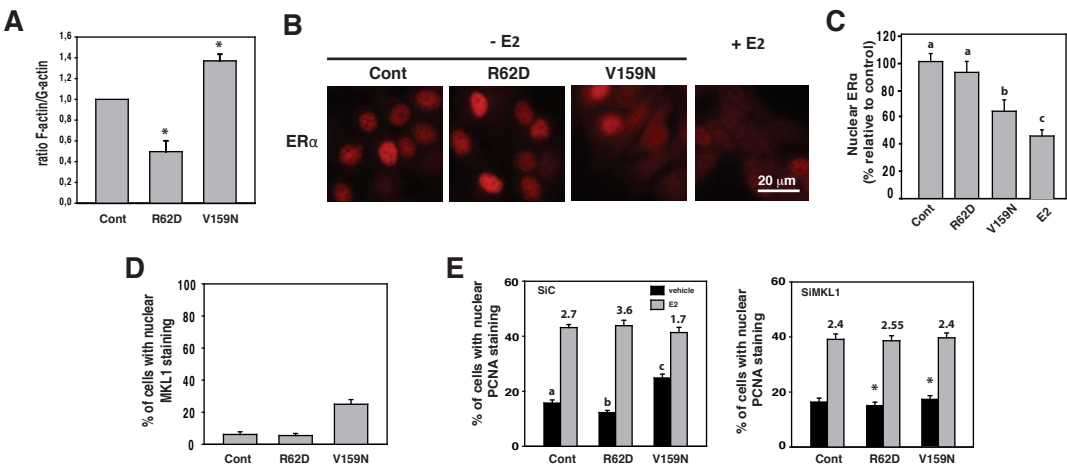 A
ratio F-actin/G-actin
1,6
1,4
1,2
1,0
0,8
0,6
0,4
0,2
0,0
*
*
Cont R62D V159N
B
- E2 + E2
Cont R62D V159N
ERα
20 μm
C
Nuclear ERα
(% relative to control)
120
100
80
60
40
20
0
a a b c
Cont R62D V159N E2
D
% of cells with nuclear
MKL1 staining
100
80
60
40
20
0
Cont R62D V159N
E
% of cells with nuclear
PCNA staining
60
40
20
0
SiC
vehicle
E2
2.7 3.6 1.7
a b c
Cont R62D V159N
% of cells with nuclear
PCNA staining
60
40
20
0
SiMKL1
2.4 2.55 2.4
* *
Cont R62D V159N